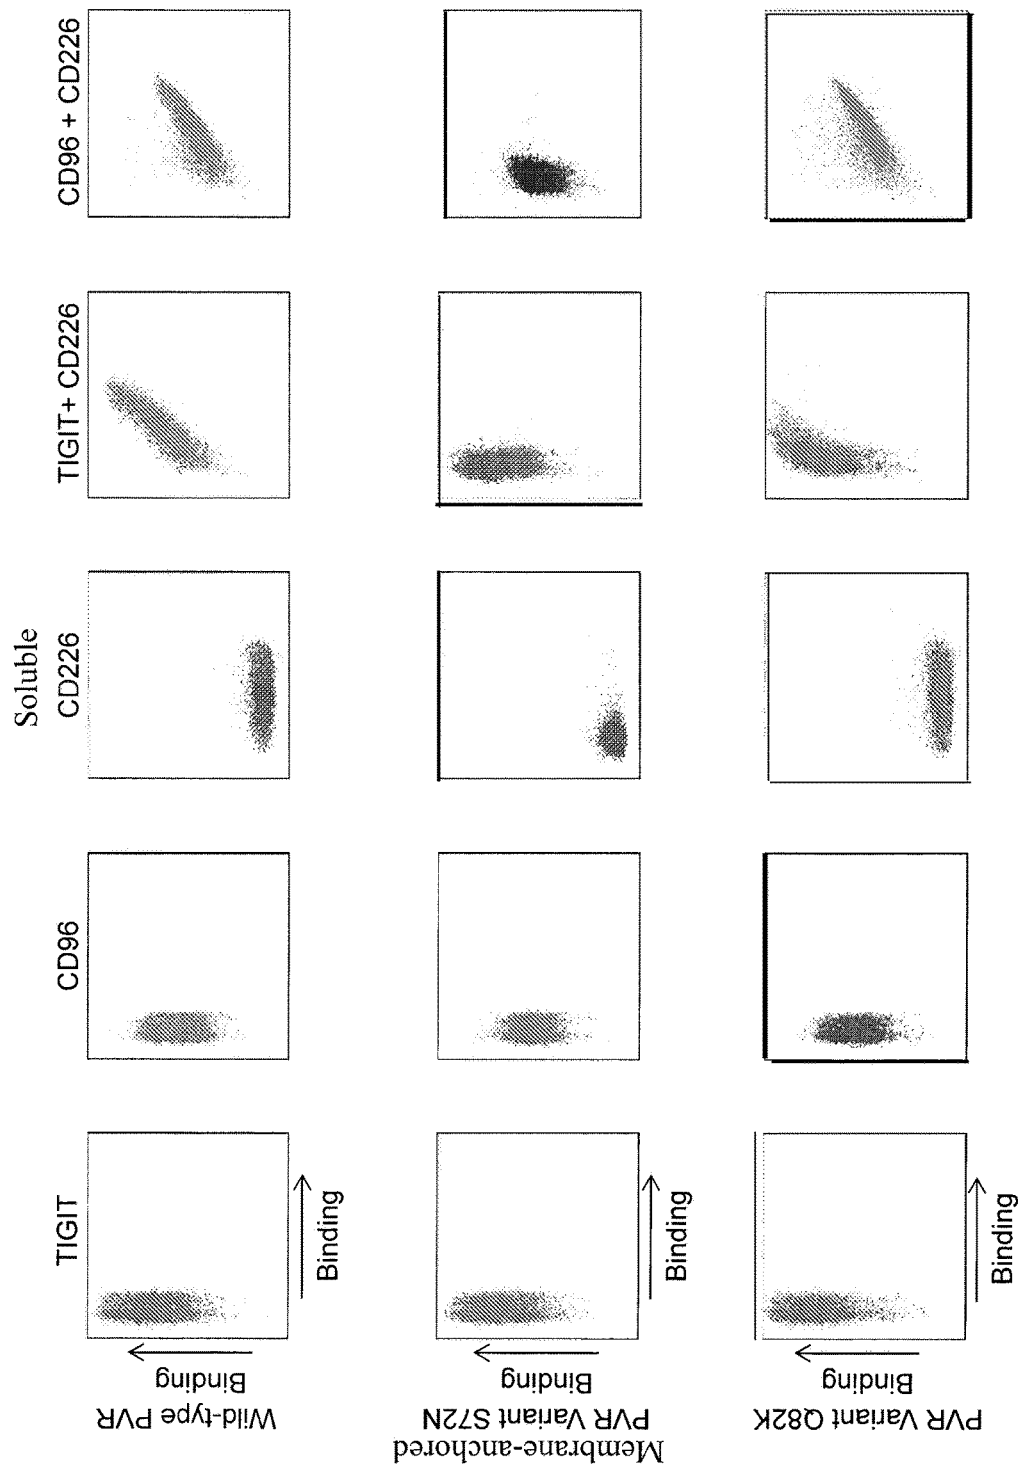 Soluble
TIGIT
CD96
CD226
TIGIT+ CD226
CD96 + CD226
Membrane-anchored
Wild-type PVR
Binding
Binding
PVR Variant S72N
Binding
Binding
PVR Variant Q82K
Binding
Binding